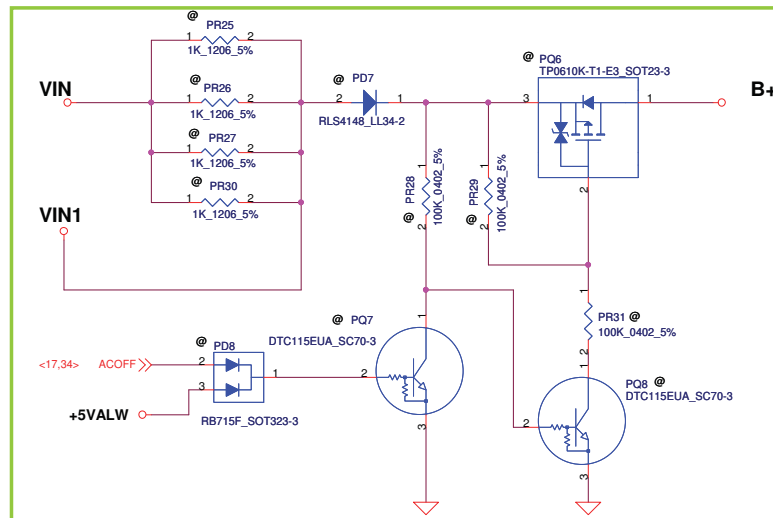 @ PR25
1 2
1K_1206_5%
VIN
@ PR26
1 2
1K_1206_5%
@ PR27
1 2
1K_1206_5%
@ PR30
1 2
1K_1206_5%
VIN1
@ PD7
2 1
RLS4148_LL34-2
@ PQ6
TP0610K-T1-E3_SOT23-3
3 1
2
B+
1
@ PR28
100K_0402_5%
2
1
@ PR29
100K_0402_5%
2
1
PR31 @
100K_0402_5%
2
@ PQ7
DTC115EUA_SC70-3
1
2
3
@ PD8
<17,34> ACOFF
2
3
1
+5VALW
RB715F_SOT323-3
PQ8 @
DTC115EUA_SC70-3
1
2
3